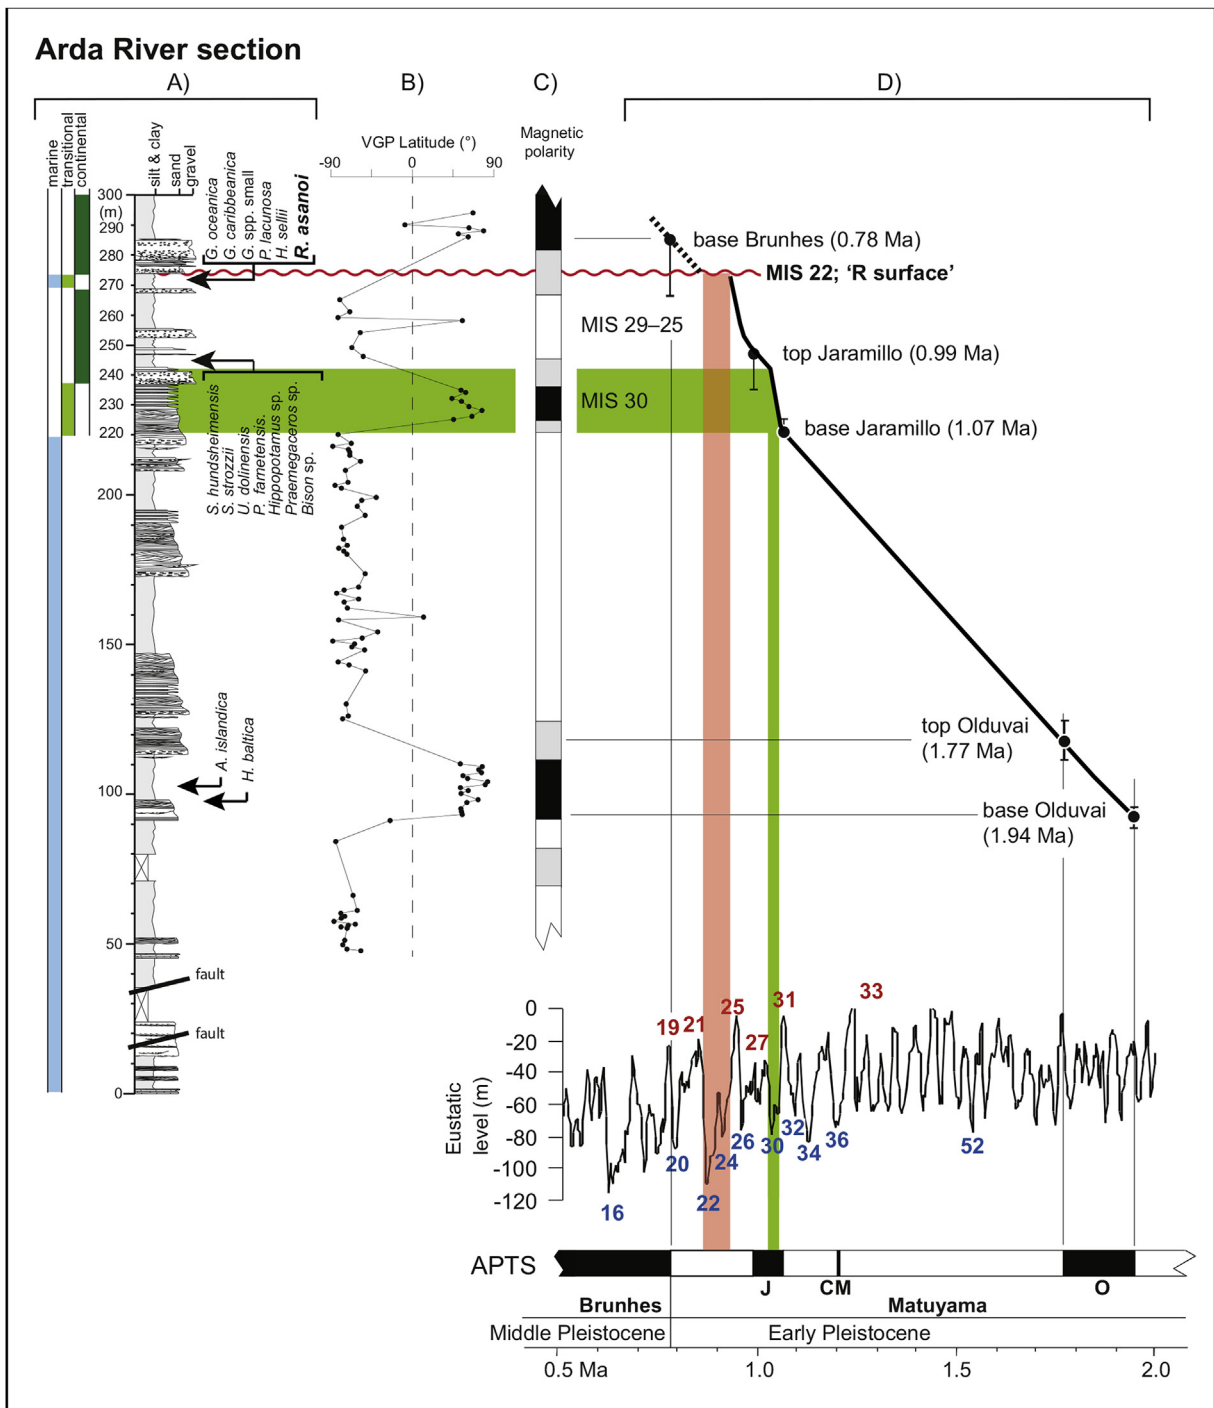 Arda River section
A)
B)
C)
D)
marine
transitional
continental
silt & clay
sand
gravel
G. oceanica
G. caribbeanica
G. spp. small
P. lacunosa
H. sellii
R. asanoi
VGP Latitude (°)
-90
0
90
Magnetic
polarity
300
(m)
290
280
270
260
250
240
230
220
200
150
100
50
0
base Brunhes (0.78 Ma)
MIS 22; ‘R surface’
MIS 29–25
top Jaramillo (0.99 Ma)
MIS 30
base Jaramillo (1.07 Ma)
S. hundsheimensis
S. strozzii
U. dolinensis
P. farnetensis.
Hippopotamus sp.
Praemegaceros sp.
Bison sp.
A. islandica
H. baltica
top Olduvai
(1.77 Ma)
base Olduvai
(1.94 Ma)
fault
fault
Eustatic
level (m)
0
-20
-40
-60
-80
-100
-120
19
21
25
27
31
33
16
20
22
24
26
30
32
34
36
52
APTS
J
CM
O
Brunhes
Matuyama
Middle Pleistocene
Early Pleistocene
0.5 Ma
1.0
1.5
2.0